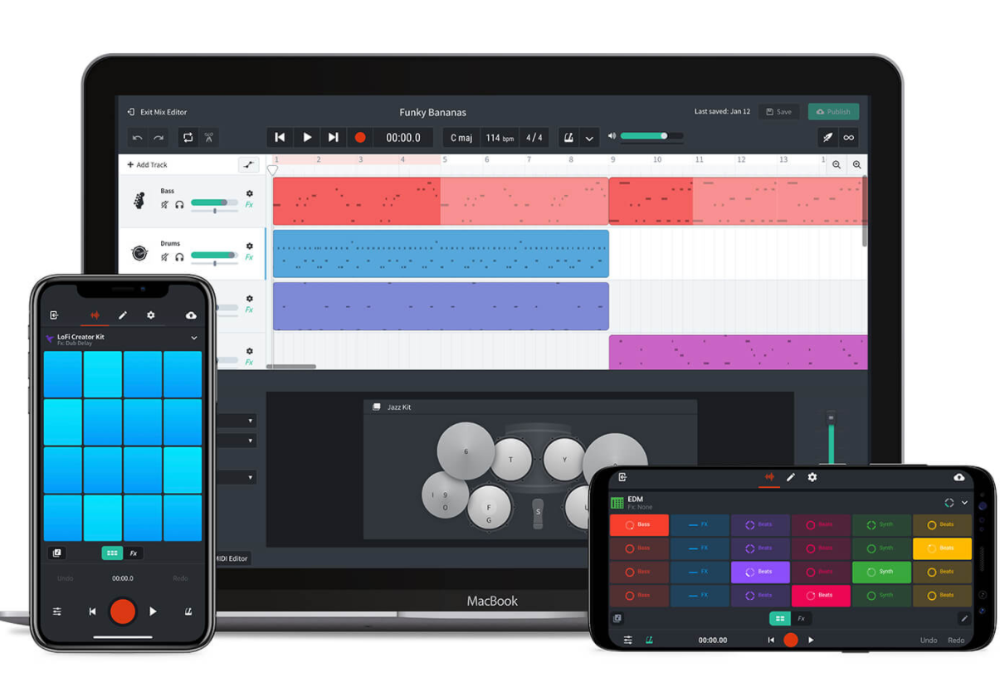 Exit Mix Editor
Funky Bananas
Last saved: Jan 12
Save
Publish
00:00.0
C maj
114 bpm
4/4
Add Track
1 2 3 4 5 6 7 8 9 10 11 12 13
Bass
Fx
Drums
Fx
Fx
Fx
Jazz Kit
6
T
Y
I 9
O
F
G
S
U
MIDI Editor
MacBook
LoFi Creator Kit
Fx: Dub Delay
Fx
Undo
00:00.0
Redo
EDM
Fx: None
Bass FX Beats Beats Synth Beats
Bass FX Beats Beats Synth Beats
Bass FX Beats Beats Synth Beats
Bass FX Beats Beats Synth Beats
Fx
00:00.00
Undo Redo